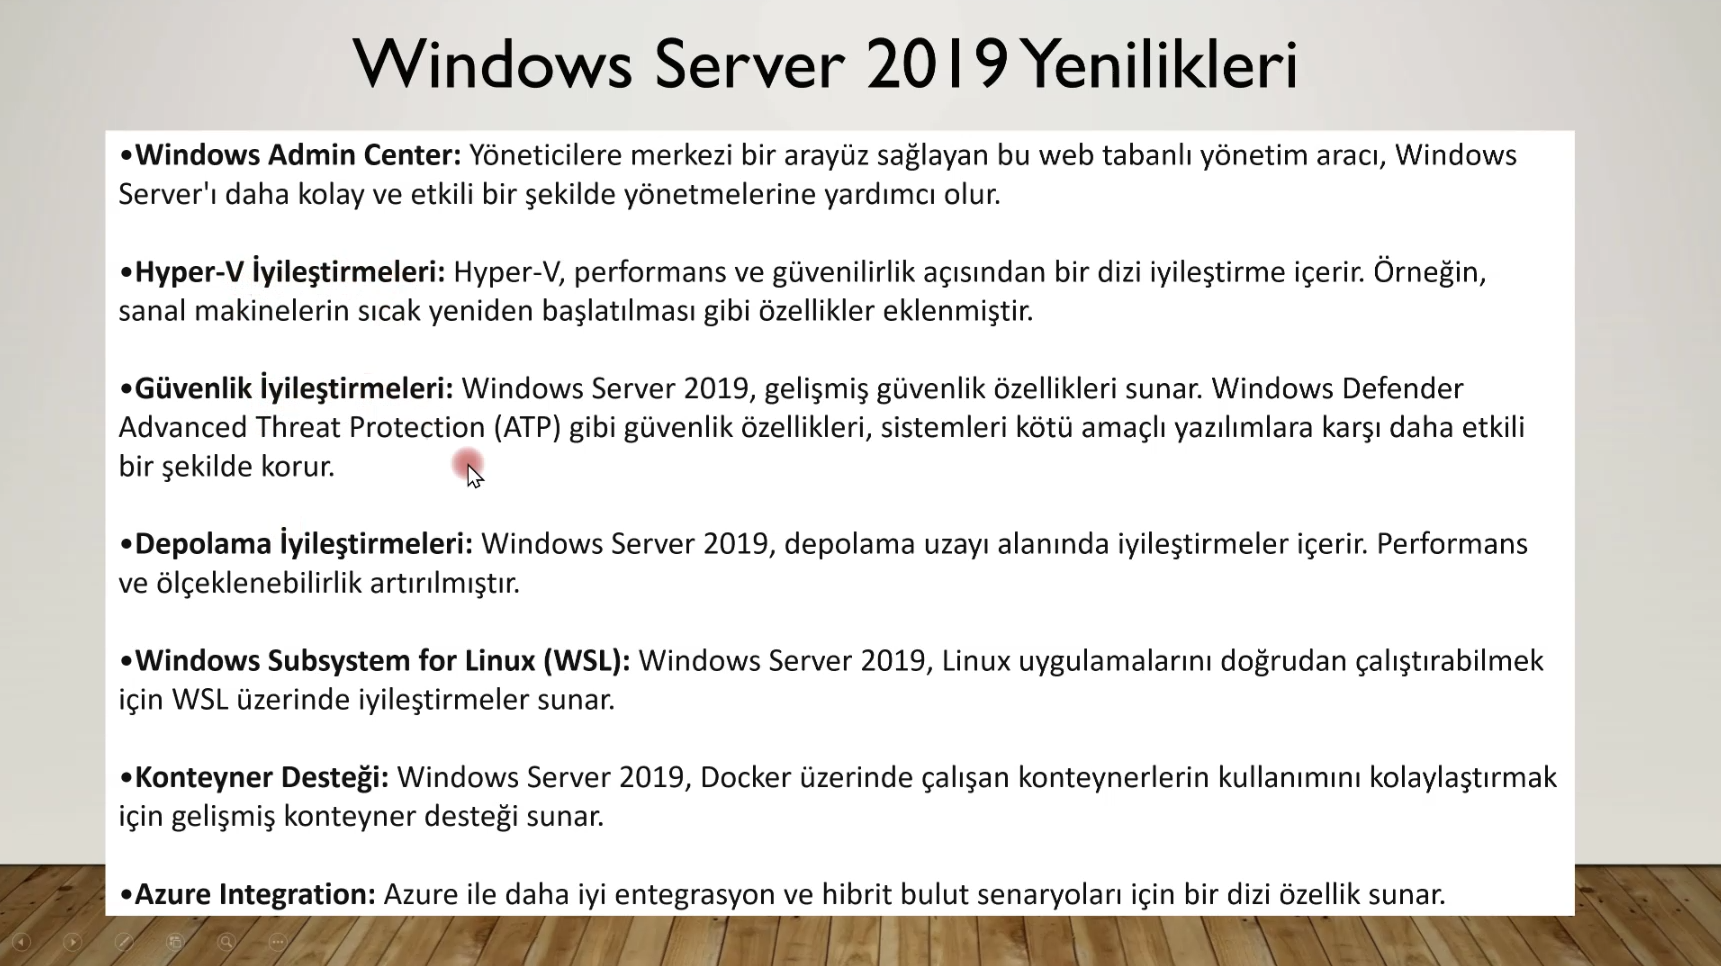 Windows Server 2019 Yenilikleri
•Windows Admin Center: Yöneticilere merkezi bir arayüz sağlayan bu web tabanlı yönetim aracı, Windows
Server'ı daha kolay ve etkili bir şekilde yönetmelerine yardımcı olur.
•Hyper-V İyileştirmeleri: Hyper-V, performans ve güvenilirlik açısından bir dizi iyileştirme içerir. Örneğin,
sanal makinelerin sıcak yeniden başlatılması gibi özellikler eklenmiştir.
•Güvenlik İyileştirmeleri: Windows Server 2019, gelişmiş güvenlik özellikleri sunar. Windows Defender
Advanced Threat Protection (ATP) gibi güvenlik özellikleri, sistemleri kötü amaçlı yazılımlara karşı daha etkili
bir şekilde korur.
•Depolama İyileştirmeleri: Windows Server 2019, depolama uzayı alanında iyileştirmeler içerir. Performans
ve ölçeklenebilirlik artırılmıştır.
•Windows Subsystem for Linux (WSL): Windows Server 2019, Linux uygulamalarını doğrudan çalıştırabilmek
için WSL üzerinde iyileştirmeler sunar.
•Konteyner Desteği: Windows Server 2019, Docker üzerinde çalışan konteynerlerin kullanımını kolaylaştırmak
için gelişmiş konteyner desteği sunar.
•Azure Integration: Azure ile daha iyi entegrasyon ve hibrit bulut senaryoları için bir dizi özellik sunar.